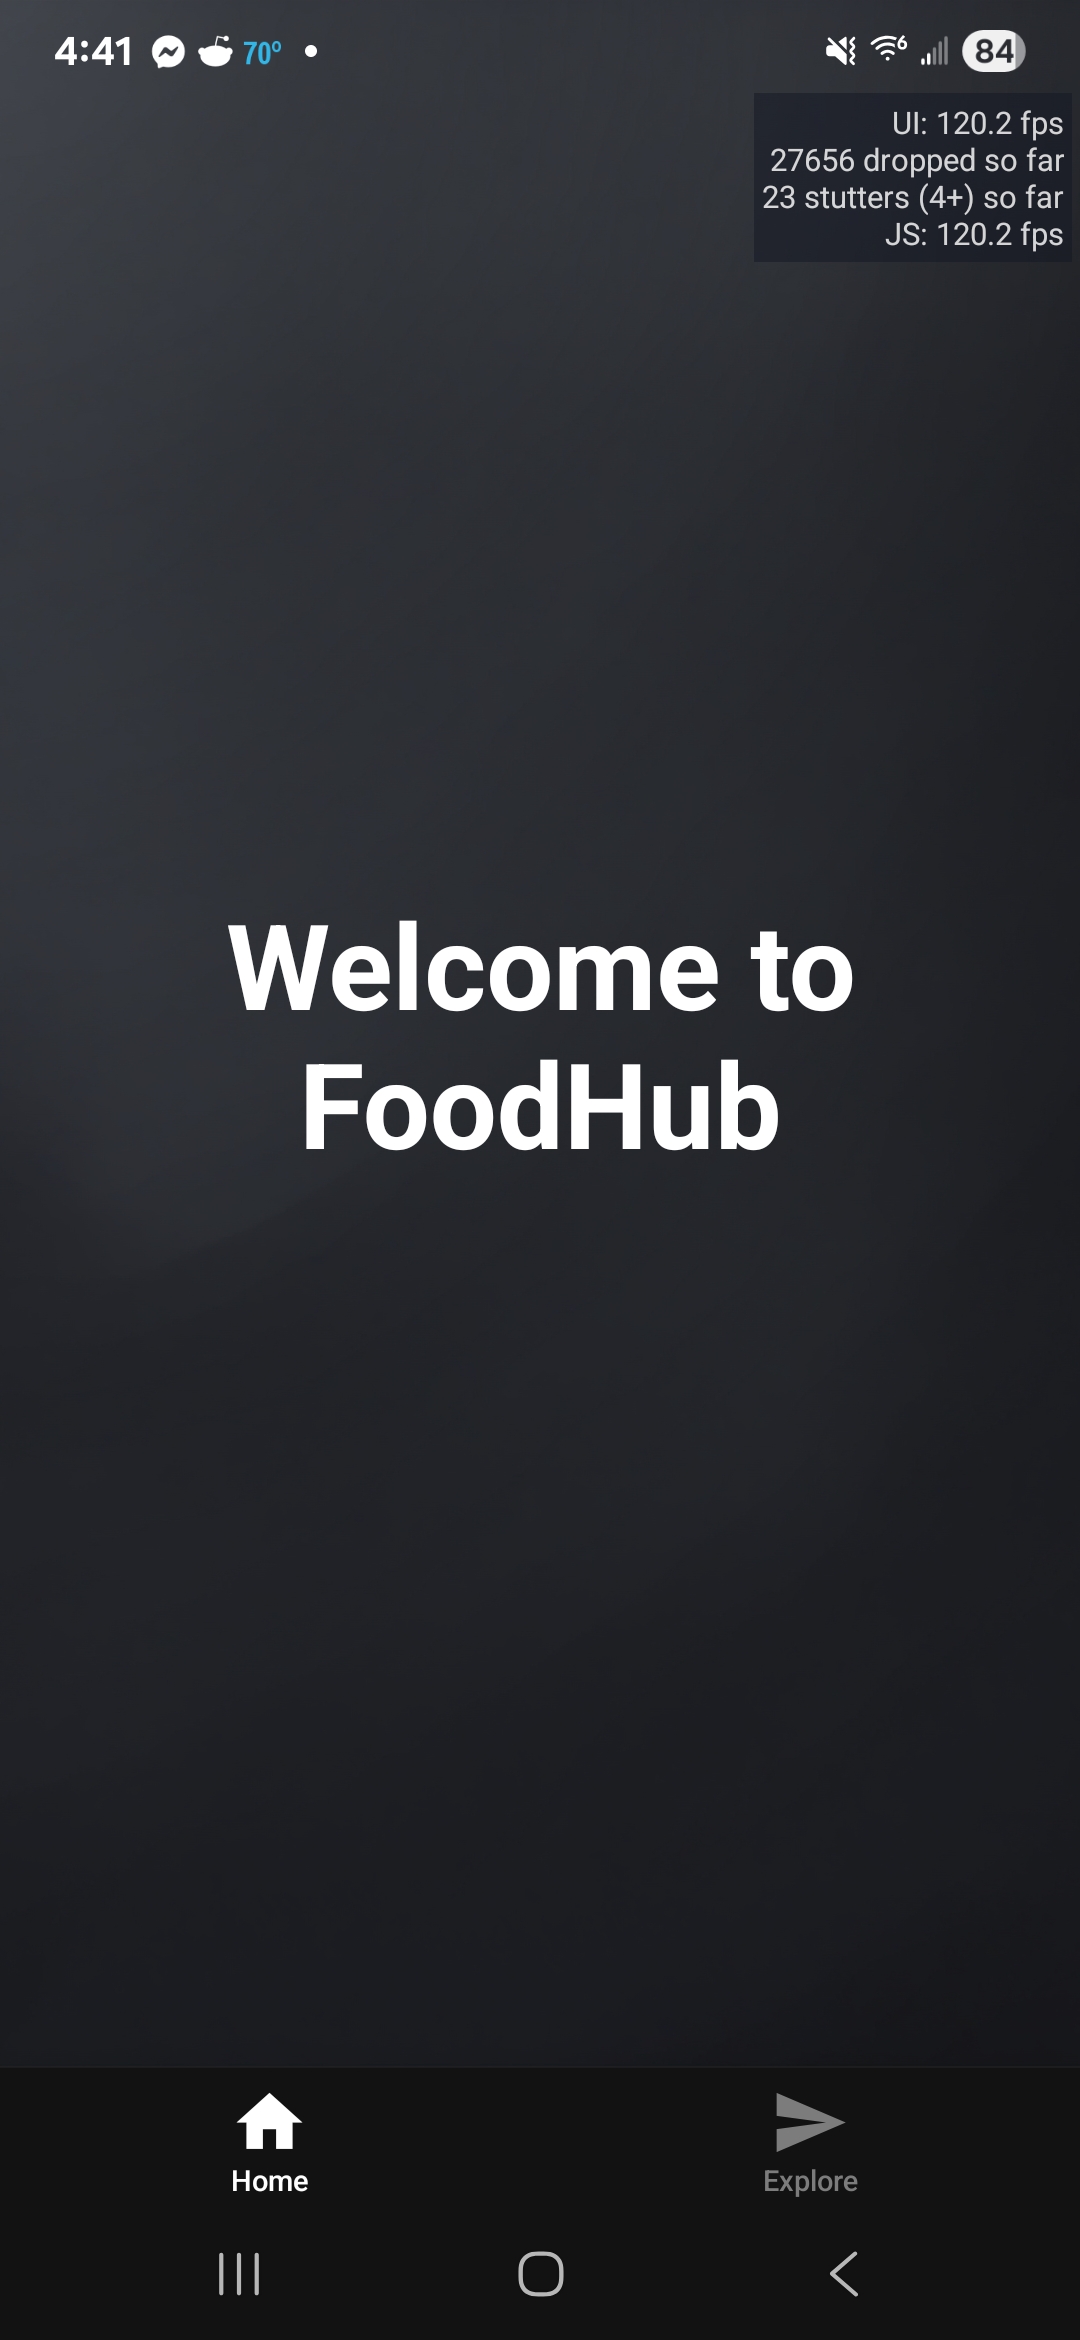 4:41 70°
84
UI: 120.2 fps
27656 dropped so far
23 stutters (4+) so far
JS: 120.2 fps
Welcome to
FoodHub
Home
Explore